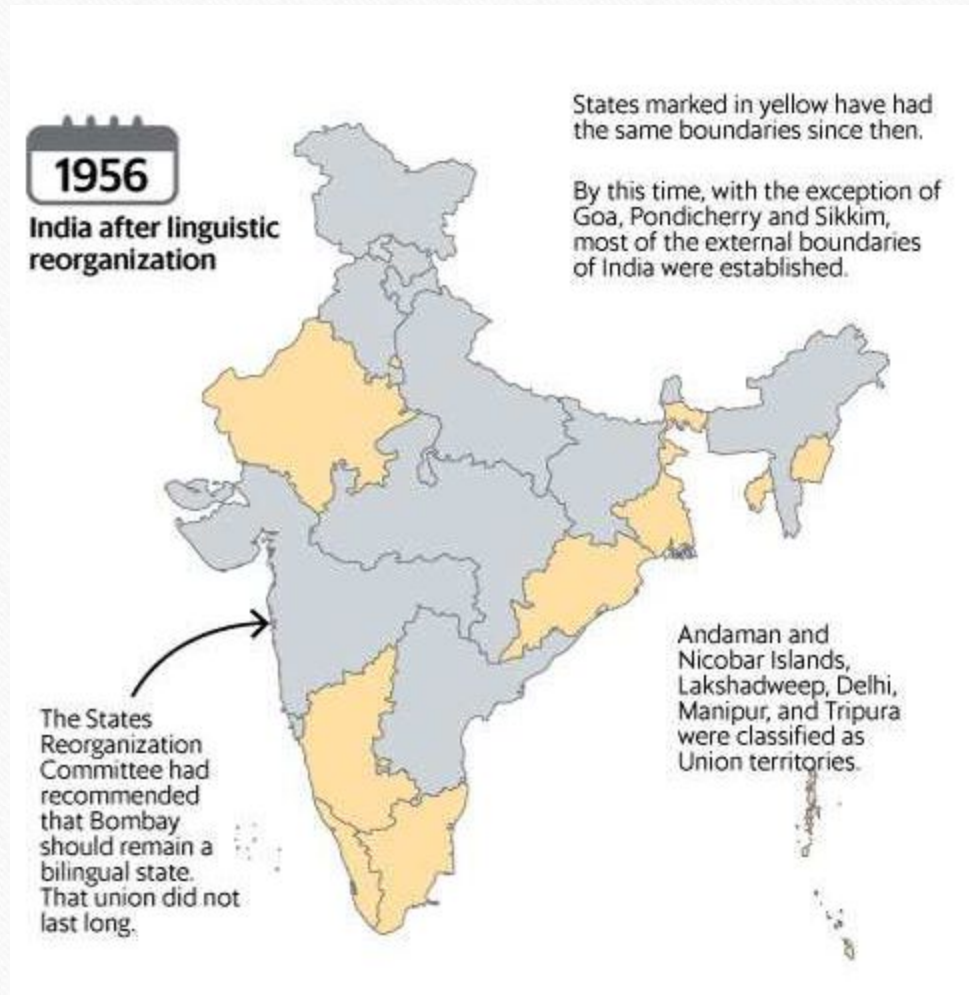 1956
India after linguistic
reorganization
States marked in yellow have had
the same boundaries since then.
By this time, with the exception of
Goa, Pondicherry and Sikkim,
most of the external boundaries
of India were established.
The States
Reorganization
Committee had
recommended
that Bombay
should remain a
bilingual state.
That union did not
last long.
Andaman and
Nicobar Islands,
Lakshadweep, Delhi,
Manipur, and Tripura
were classified as
Union territories.